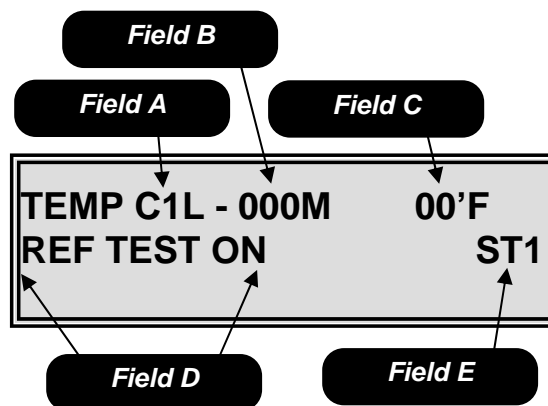 Field B
Field A
Field C
TEMP C1L - 000M 00’F
REF TEST ON ST1
Field D
Field E